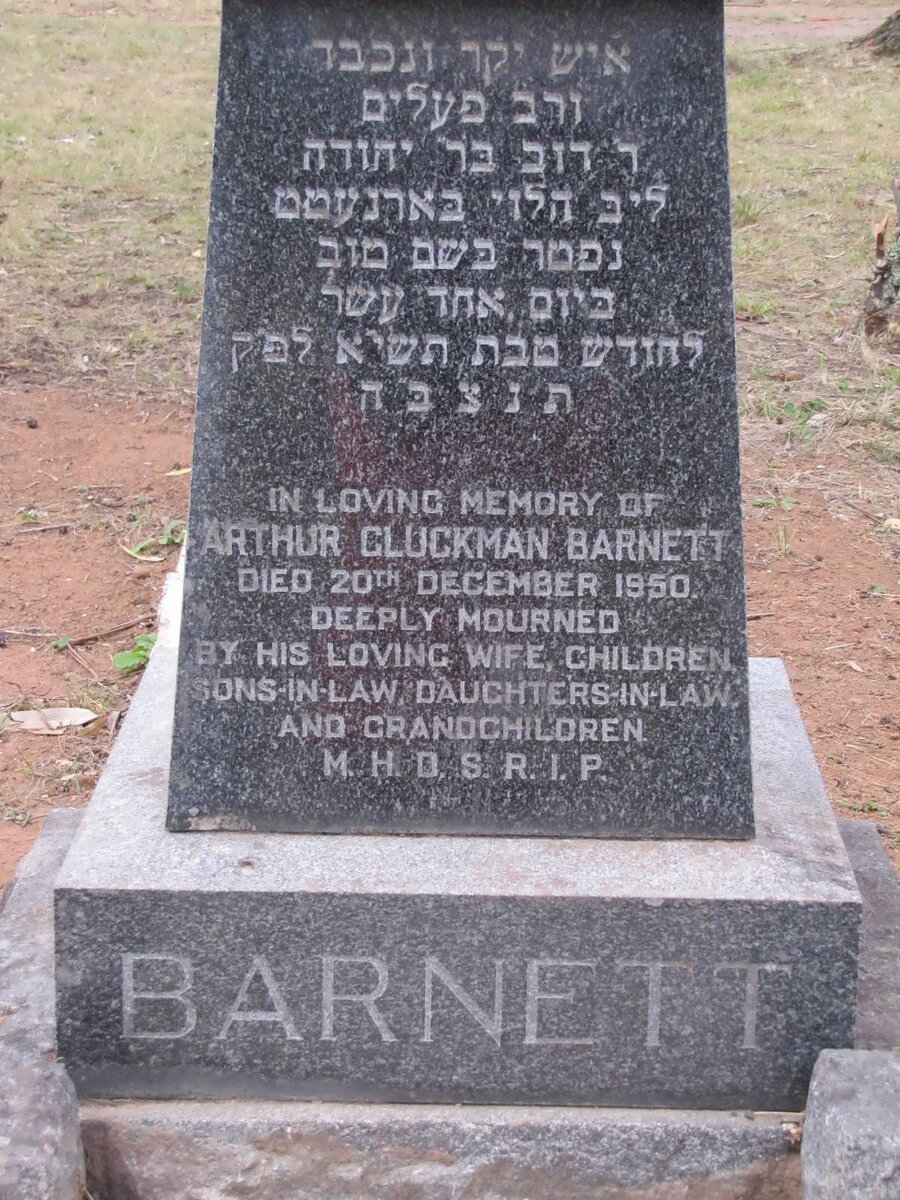 איש יקר ונכבד
ורב פעלים
ר׳ דוב בר יהודה
ליב הלוי בארנעטט
נפטר בשם טוב
ביום אחד עשר
לחודש טבת תשי״א לפ״ק
ת נ צ ב ה
IN LOVING MEMORY OF
ARTHUR GLUCKMAN BARNETT
DIED 20TH DECEMBER 1950.
DEEPLY MOURNED
BY HIS LOVING WIFE, CHILDREN,
SONS-IN-LAW, DAUGHTERS-IN-LAW,
AND GRANDCHILDREN.
M. H. D. S. R. I. P.
BARNETT